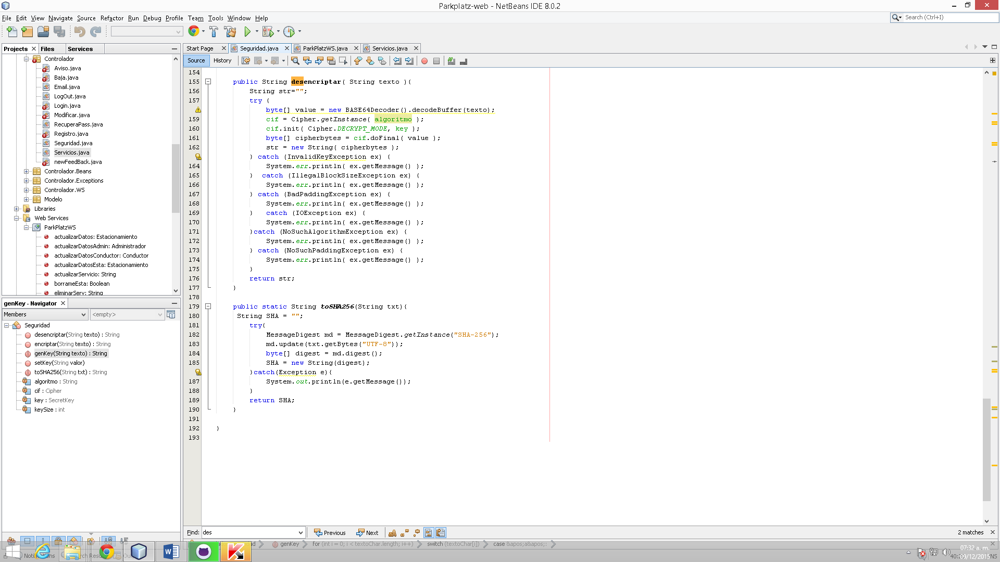 Parkplatz-web - NetBeans IDE 8.0.2
File Edit View Navigate Source Refactor Run Debug Profile Team Tools Window Help
Search (Ctrl+I)
Projects Files Services
Controlador
Aviso.java
Baja.java
Email.java
LogOut.java
Login.java
Modificar.java
RecuperaPass.java
Registro.java
Seguridad.java
Servicios.java
newFeedBack.java
Controlador.Beans
Controlador.Exceptions
Controlador.WS
Modelo
Libraries
Web Services
ParkPlatzWS
actualizarDatos: Estacionamiento
actualizarDatosAdmin: Administrador
actualizarDatosConductor: Conductor
actualizarDatosEsta: Estacionamiento
actualizarServicio: String
borrameEsta: Boolean
eliminarServ: String
genKey - Navigator
Members
<empty>
Seguridad
desencriptar(String texto) : String
encriptar(String texto) : String
genKey(String texto) : String
setKey(String valor)
toSHA256(String txt) : String
algoritmo : String
cif : Cipher
key : SecretKey
keySize : int
Start Page Seguridad.java ParkPlatzWS.java Servicios.java
Source History
154
155 public String desencriptar( String texto ){
156 String str="";
157 try {
byte[] value = new BASE64Decoder().decodeBuffer(texto);
159 cif = Cipher.getInstance( algoritmo );
160 cif.init( Cipher.DECRYPT_MODE, key );
161 byte[] cipherbytes = cif.doFinal( value );
162 str = new String( cipherbytes );
} catch (InvalidKeyException ex) {
164 System.err.println( ex.getMessage() );
165 } catch (IllegalBlockSizeException ex) {
166 System.err.println( ex.getMessage() );
167 } catch (BadPaddingException ex) {
168 System.err.println( ex.getMessage() );
169 } catch (IOException ex) {
170 System.err.println( ex.getMessage() );
171 }catch (NoSuchAlgorithmException ex) {
172 System.err.println( ex.getMessage() );
173 } catch (NoSuchPaddingException ex) {
174 System.err.println( ex.getMessage() );
175 }
176 return str;
177 }
178
179 public static String toSHA256(String txt){
180 String SHA = "";
181 try{
182 MessageDigest md = MessageDigest.getInstance("SHA-256");
183 md.update(txt.getBytes("UTF-8"));
184 byte[] digest = md.digest();
185 SHA = new String(digest);
}catch(Exception e){
187 System.out.println(e.getMessage());
188 }
189 return SHA;
190 }
191
192 }
193
Find: des Previous Next 2 matches
genKey for (int i = 0; i < textoChar.length; i++) switch (textoChar[i]) case &apos;a&apos;:
07:32 a. m.